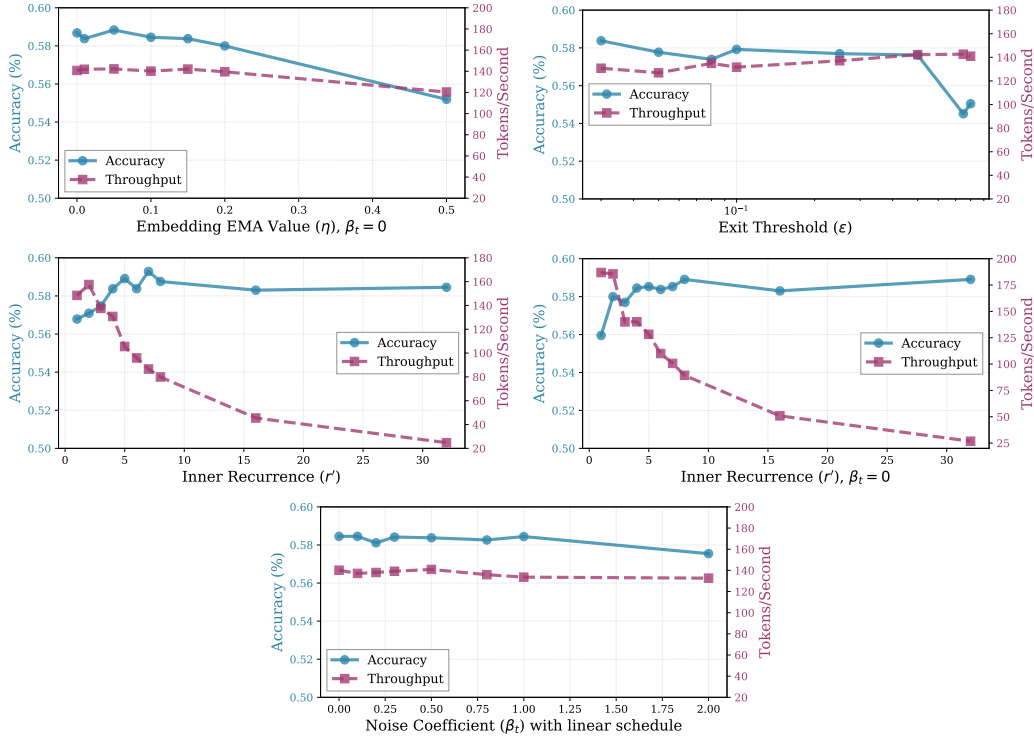 0.60
0.58
0.56
0.54
0.52
0.50
Accuracy (%)
Accuracy
Throughput
200
180
160
140
120
100
80
60
40
20
Tokens/Second
0.0 0.1 0.2 0.3 0.4 0.5
Embedding EMA Value (η), βt = 0
0.60
0.58
0.56
0.54
0.52
0.50
Accuracy (%)
Accuracy
Throughput
180
160
140
120
100
80
60
40
20
Tokens/Second
10⁻¹
Exit Threshold (ε)
0.60
0.58
0.56
0.54
0.52
0.50
Accuracy (%)
Accuracy
Throughput
180
160
140
120
100
80
60
40
20
Tokens/Second
0 5 10 15 20 25 30
Inner Recurrence (r′)
0.60
0.58
0.56
0.54
0.52
0.50
Accuracy (%)
Accuracy
Throughput
200
175
150
125
100
75
50
25
Tokens/Second
0 5 10 15 20 25 30
Inner Recurrence (r′), βt = 0
0.60
0.58
0.56
0.54
0.52
0.50
Accuracy (%)
Accuracy
Throughput
200
180
160
140
120
100
80
60
40
20
Tokens/Second
0.00 0.25 0.50 0.75 1.00 1.25 1.50 1.75 2.00
Noise Coefficient (βt) with linear schedule